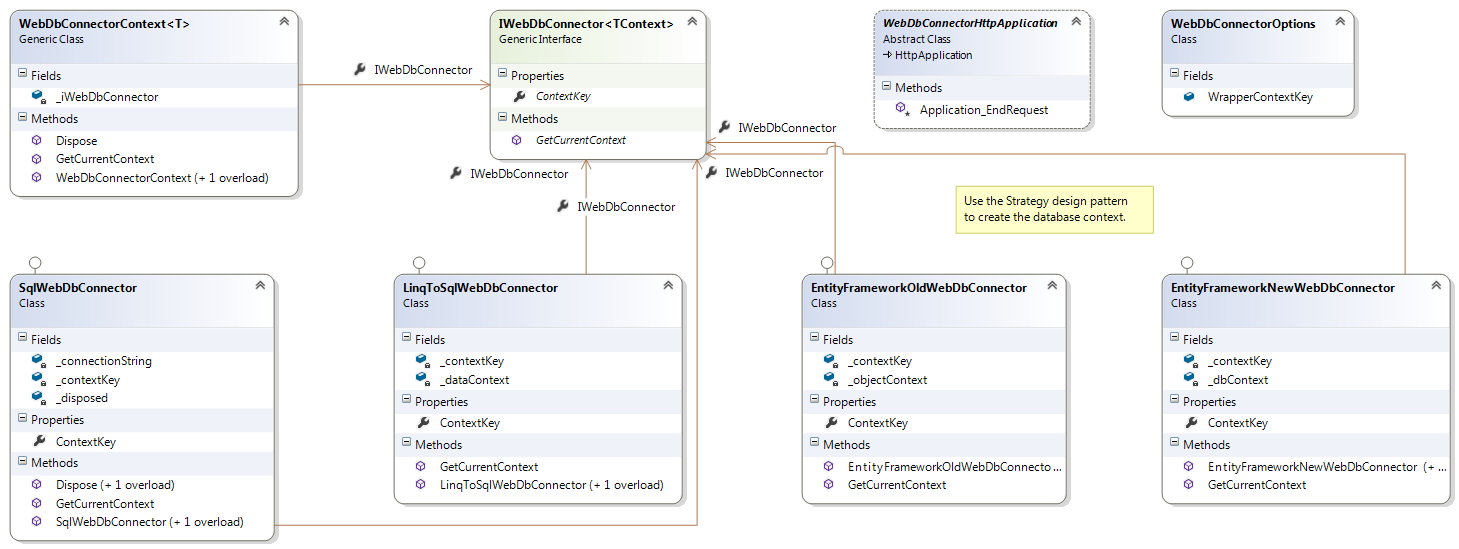 WebDbConnectorContext<T>
Generic Class
Fields
_iWebDbConnector
Methods
Dispose
GetCurrentContext
WebDbConnectorContext (+ 1 overload)
IWebDbConnector
IWebDbConnector<TContext>
Generic Interface
Properties
ContextKey
Methods
GetCurrentContext
WebDbConnectorHttpApplication
Abstract Class
HttpApplication
Methods
Application_EndRequest
WebDbConnectorOptions
Class
Fields
WrapperContextKey
IWebDbConnector
IWebDbConnector
IWebDbConnector
IWebDbConnector
Use the Strategy design pattern
to create the database context.
SqlWebDbConnector
Class
Fields
_connectionString
_contextKey
_disposed
Properties
ContextKey
Methods
Dispose (+ 1 overload)
GetCurrentContext
SqlWebDbConnector (+ 1 overload)
LinqToSqlWebDbConnector
Class
Fields
_contextKey
_dataContext
Properties
ContextKey
Methods
GetCurrentContext
LinqToSqlWebDbConnector (+ 1 overload)
EntityFrameworkOldWebDbConnector
Class
Fields
_contextKey
_objectContext
Properties
ContextKey
Methods
EntityFrameworkOldWebDbConnecto...
GetCurrentContext
EntityFrameworkNewWebDbConnector
Class
Fields
_contextKey
_dbContext
Properties
ContextKey
Methods
EntityFrameworkNewWebDbConnector (+ ...
GetCurrentContext